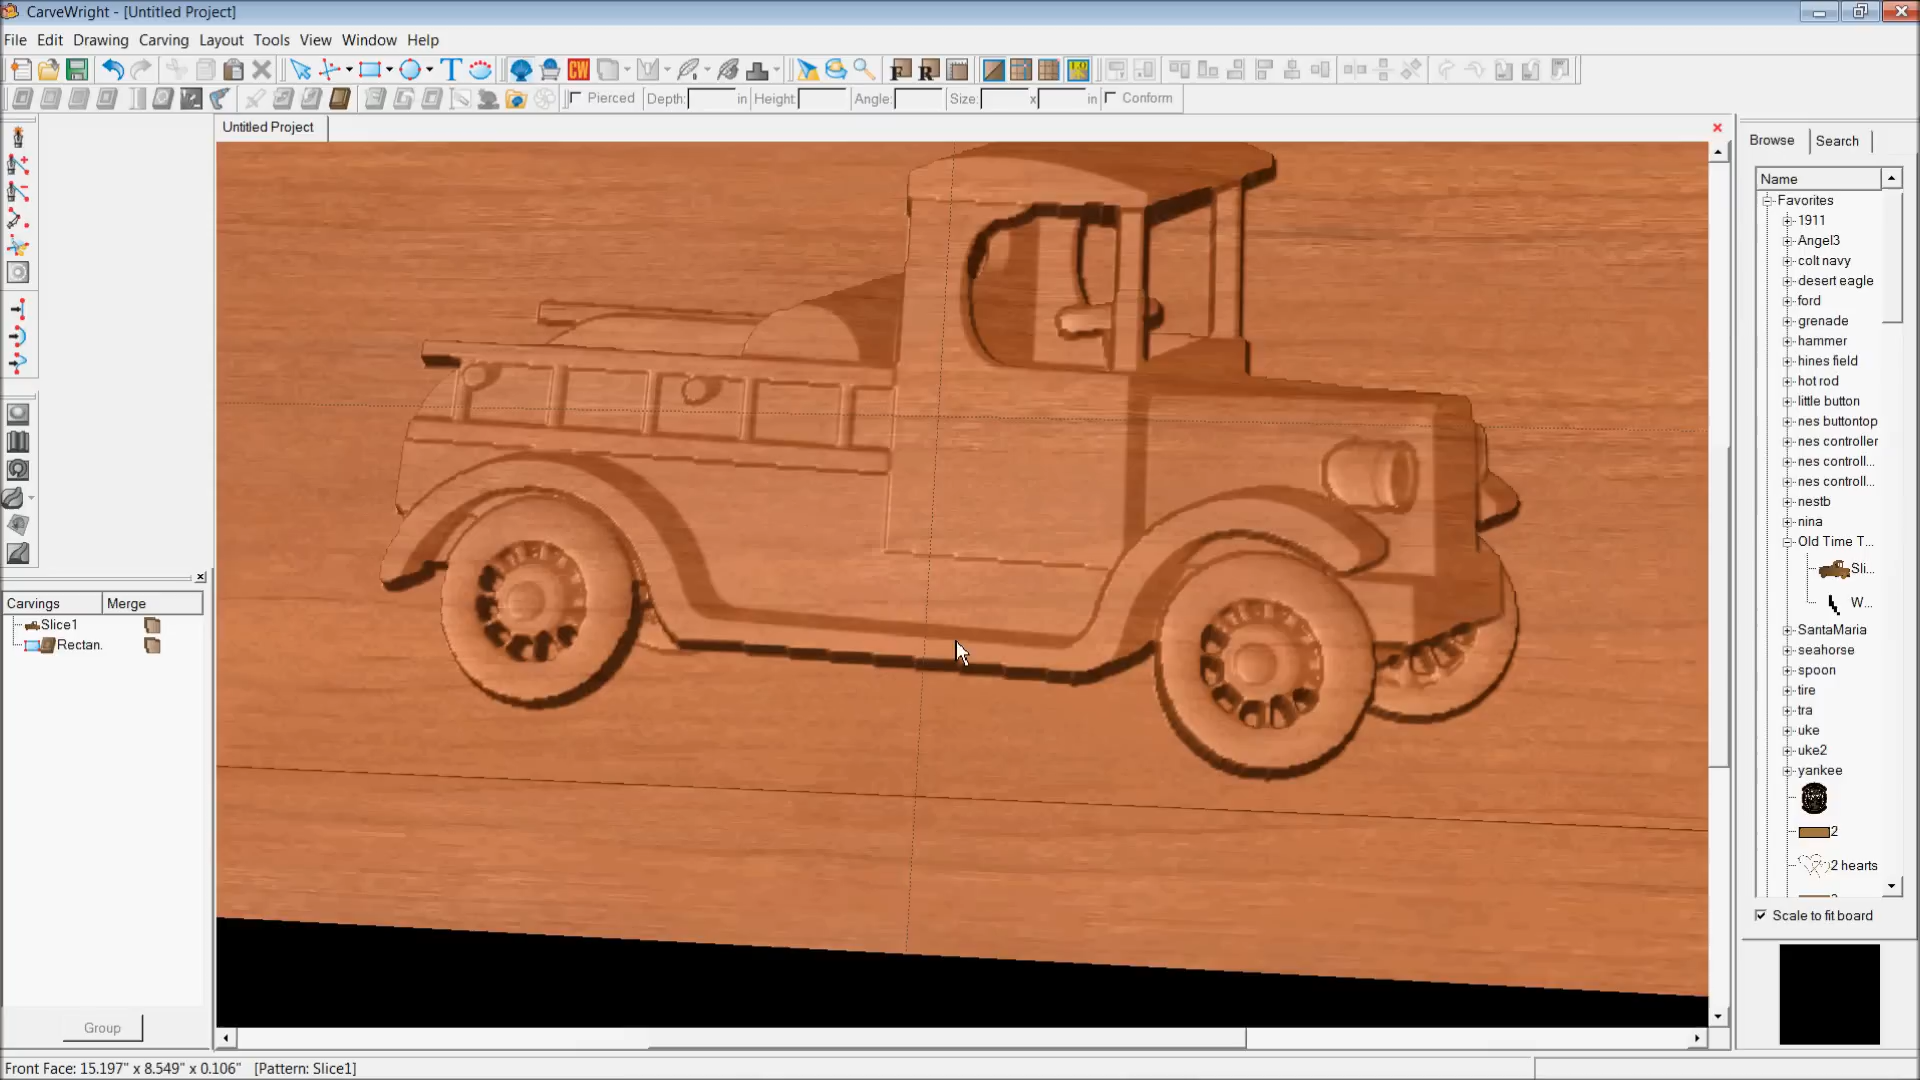 CarveWright - [Untitled Project]
File Edit Drawing Carving Layout Tools View Window Help
T CW F R
Pierced Depth: in Height: Angle: Size: x in Conform
Untitled Project
Browse Search
Name
Favorites
1911
Angel3
colt navy
desert eagle
ford
grenade
hammer
hines field
hot rod
little button
nes buttontop
nes controller
nes controll...
nes controll...
nestb
nina
Old Time T...
Sli...
W...
SantaMaria
seahorse
spoon
tire
tra
uke
uke2
yankee
2
2 hearts
Scale to fit board
Carvings Merge
Slice1
Rectan.
Group
Front Face: 15.197" x 8.549" x 0.106" [Pattern: Slice1]